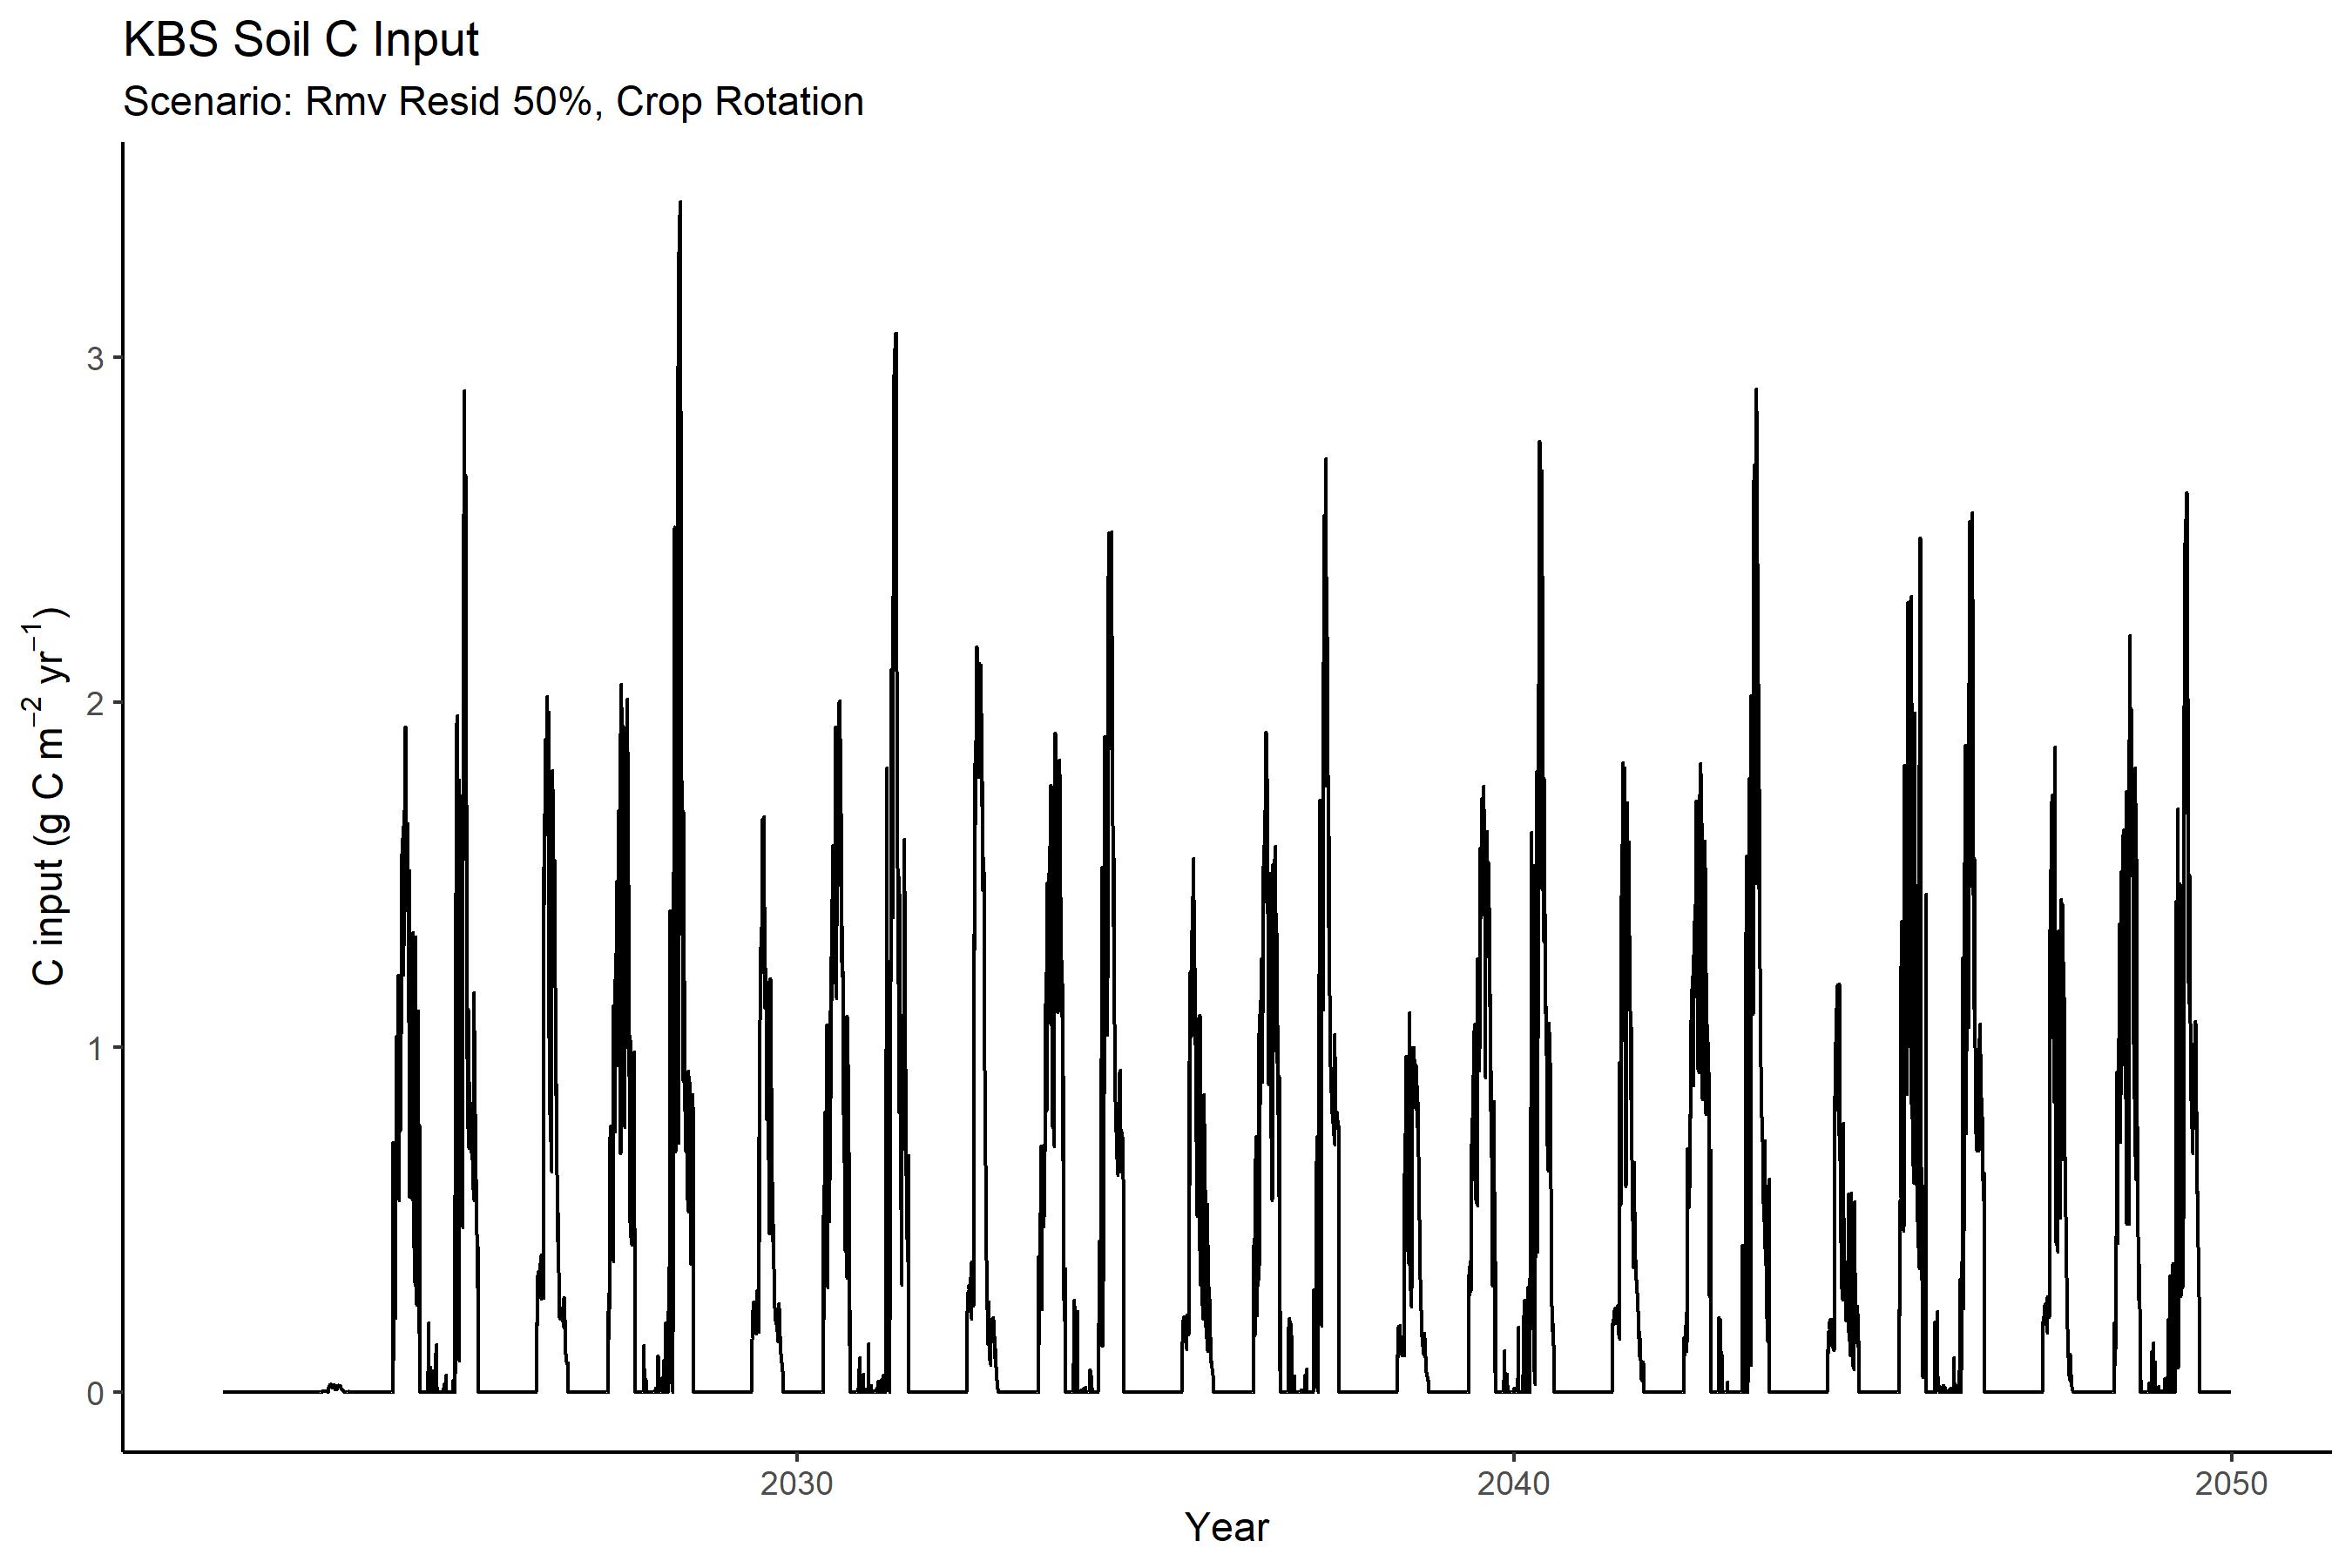 KBS Soil C Input
Scenario: Rmv Resid 50%, Crop Rotation
C input (g C m⁻² yr⁻¹)
3
2
1
0
2030
2040
2050
Year